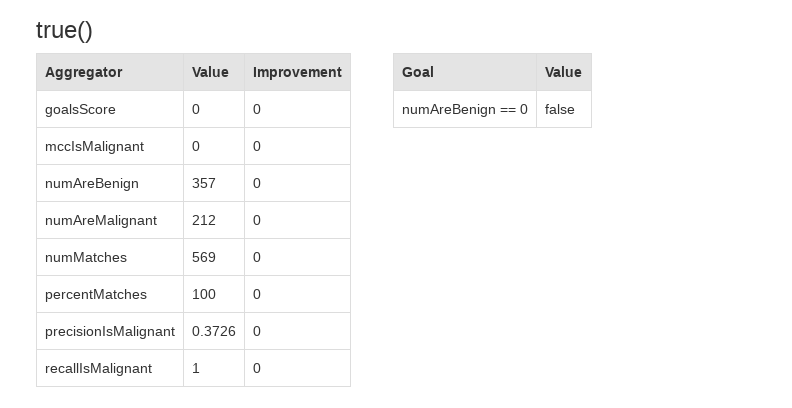 true()
Aggregator Value Improvement
goalsScore 0 0
mccIsMalignant 0 0
numAreBenign 357 0
numAreMalignant 212 0
numMatches 569 0
percentMatches 100 0
precisionIsMalignant 0.3726 0
recallIsMalignant 1 0
Goal Value
numAreBenign == 0 false